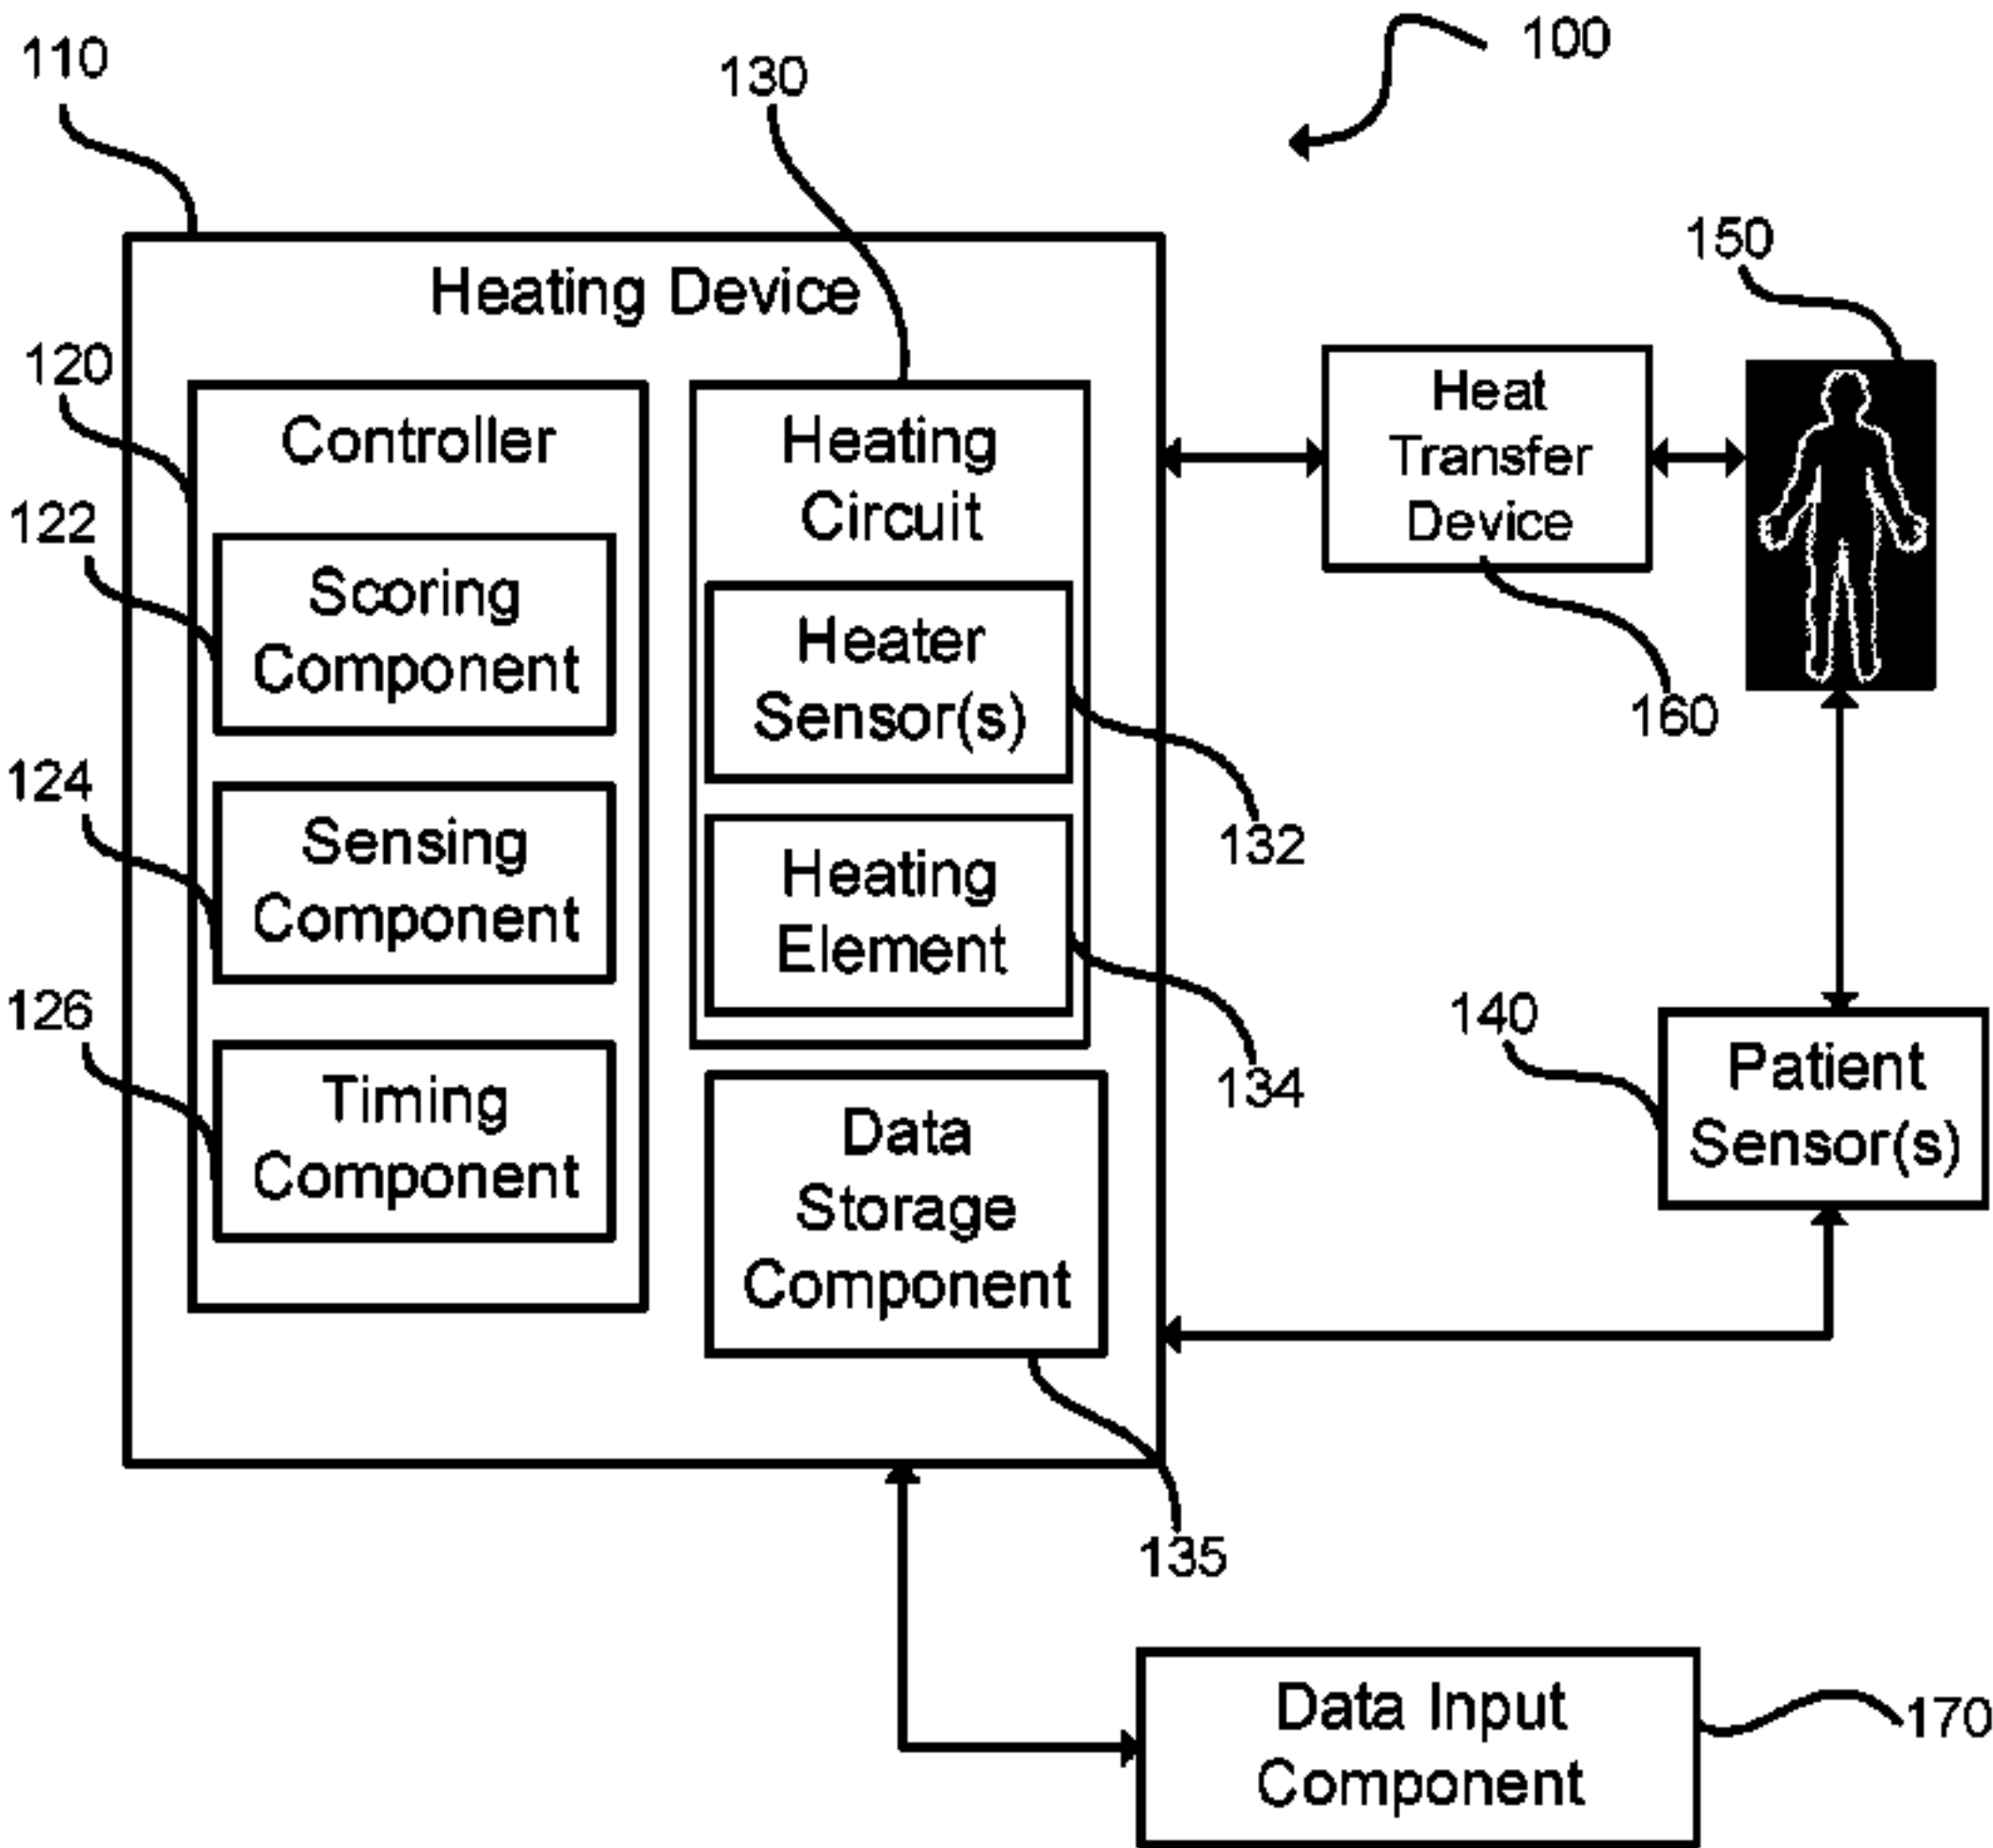 100
110
130
150
Heating Device
120
Controller
Heating
Circuit
Heat
Transfer
Device
122
Scoring
Component
Heater
Sensor(s)
160
124
Sensing
Component
132
Heating
Element
126
Timing
Component
134
140
Patient
Sensor(s)
Data
Storage
Component
135
Data Input
Component
170